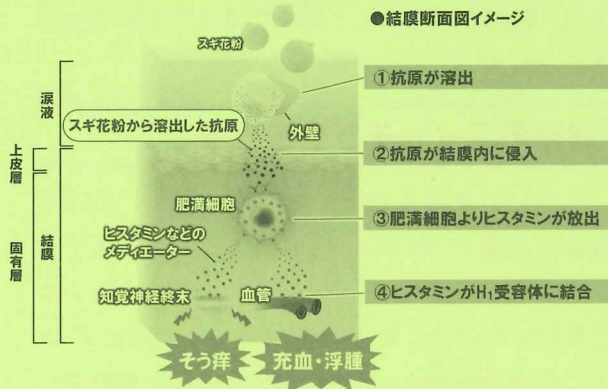 ●結膜断面図イメージ
スギ花粉
①抗原が溶出
涙液
スギ花粉から溶出した抗原
外壁
②抗原が結膜内に侵入
上皮層
結膜
固有層
肥満細胞
③肥満細胞よりヒスタミンが放出
ヒスタミンなどの
メディエーター
知覚神経終末
血管
④ヒスタミンがH₁受容体に結合
そう痒
充血・浮腫